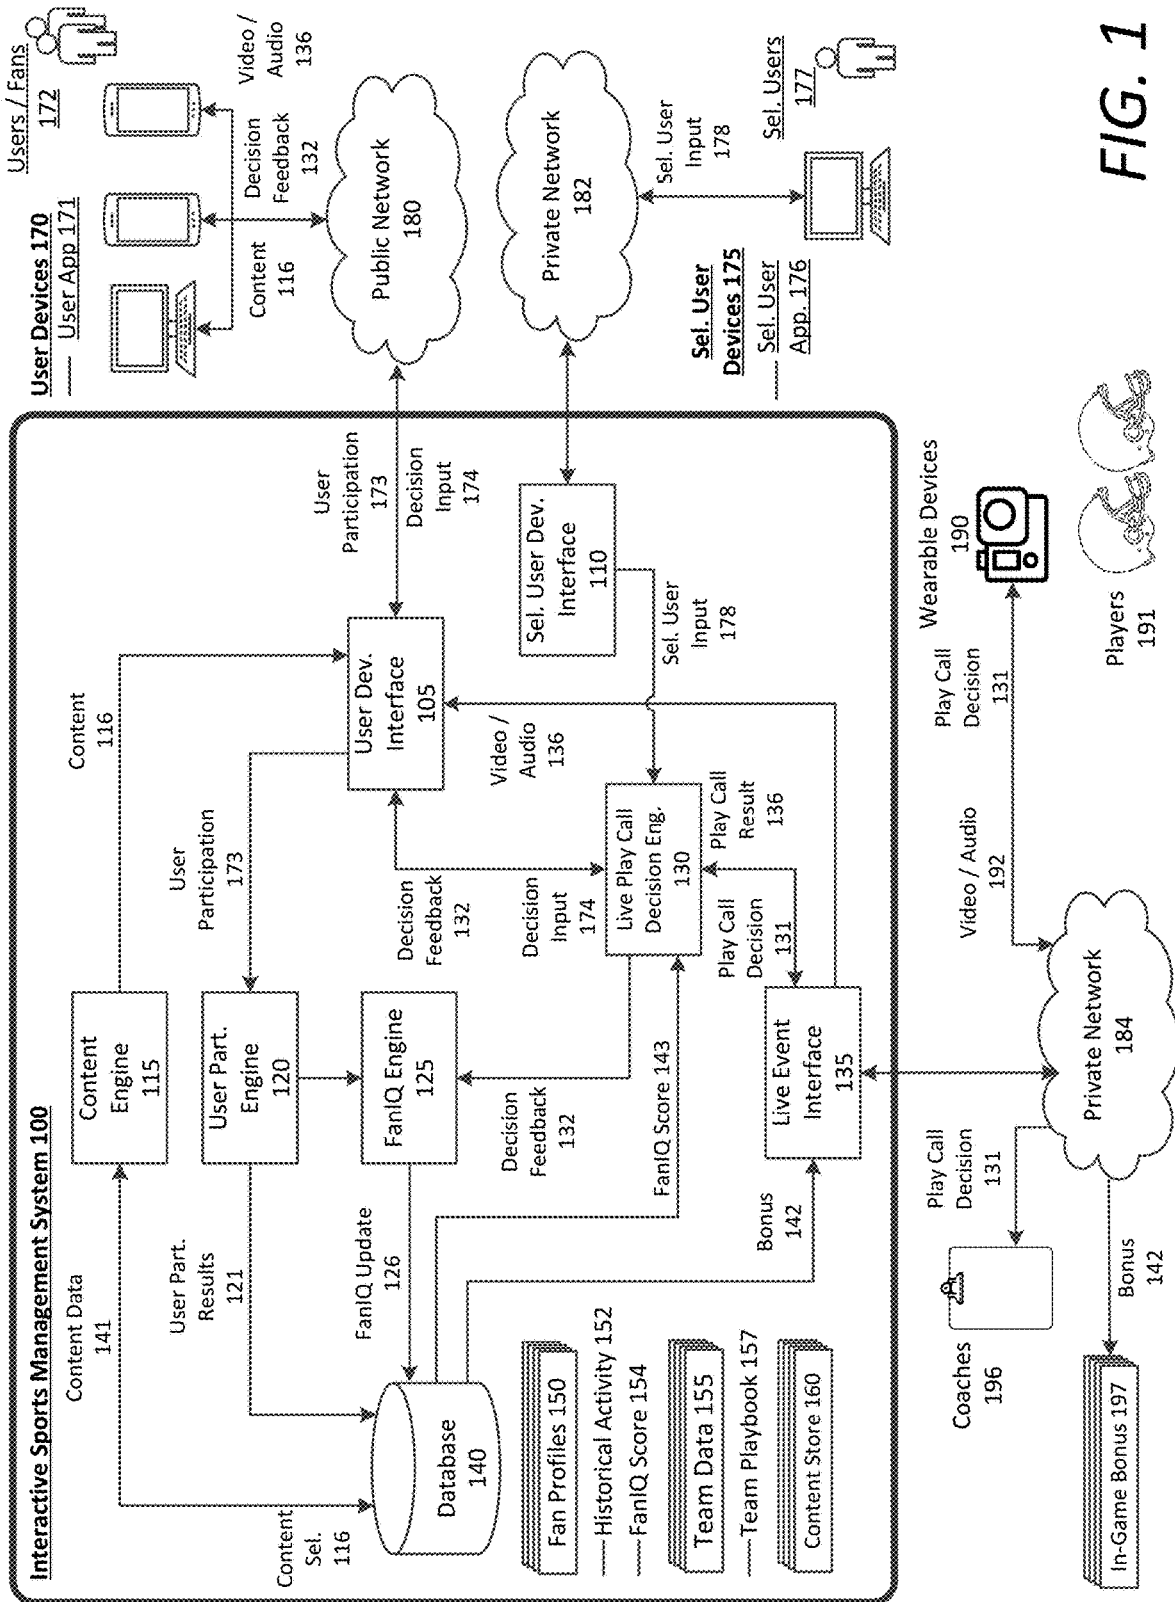 Interactive Sports Management System 100
Content Data
141
Content
Sel.
116
Content
Engine
115
Content
116
User Part.
Results
121
User Part.
Engine
120
User
Participation
173
FanIQ Update
126
FanIQ Engine
125
Decision
Feedback
132
Decision
Feedback
132
Decision
Input
174
User Dev.
Interface
105
User
Participation
173
Decision
Input
174
Database
140
FanIQ Score 143
Live Play Call
Decision Eng.
130
Video /
Audio
136
Sel. User Dev.
Interface
110
Sel. User
Input
178
Play Call
Decision
131
Play Call
Result
136
Bonus
142
Live Event
Interface
135
Fan Profiles 150
Historical Activity 152
FanIQ Score 154
Team Data 155
Team Playbook 157
Content Store 160
User Devices 170
User App 171
Users / Fans
172
Content
116
Decision
Feedback
132
Video /
Audio
136
Public Network
180
Private Network
182
Sel. User
Input
178
Sel. User
Devices 175
Sel. User
App 176
Sel. Users
177
Coaches
196
Play Call
Decision
131
In-Game Bonus 197
Bonus
142
Private Network
184
Video / Audio
192
Play Call
Decision
131
Wearable Devices
190
Players
191
FIG. 1